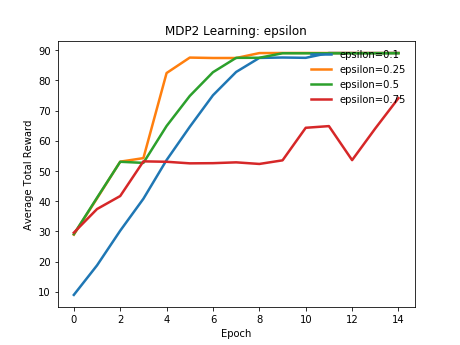 MDP2 Learning: epsilon
epsilon=0.1
epsilon=0.25
epsilon=0.5
epsilon=0.75
Average Total Reward
90
80
70
60
50
40
30
20
10
0 2 4 6 8 10 12 14
Epoch